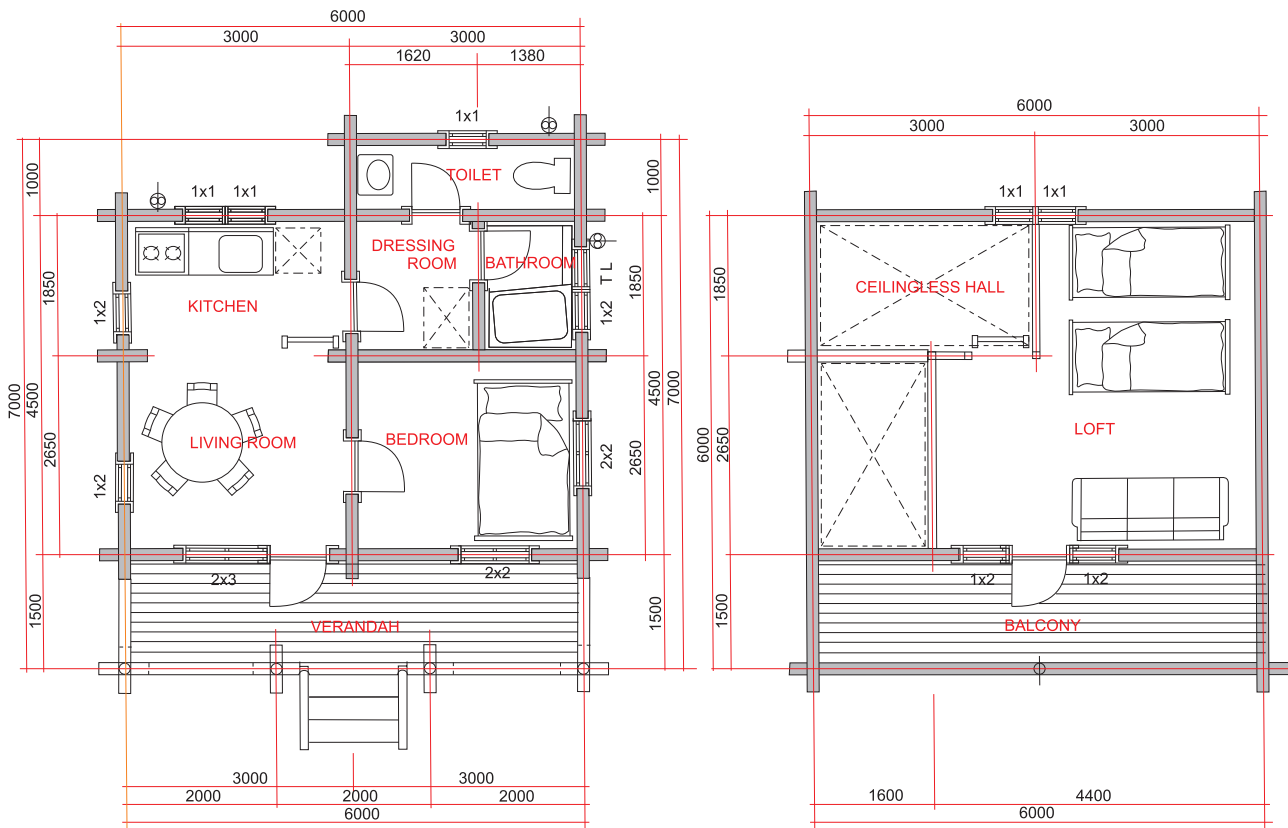 6000
3000 3000
1620 1380
1x1
1000
TOILET
1000
1x1 1x1
DRESSING
ROOM
BATHROOM
KITCHEN
1x2
1850
T L
1x2
1850
7000
4500
4500
7000
LIVING ROOM
BEDROOM
2650
1x2
2x2
2650
2x3
2x2
1500
VERANDAH
1500
3000 3000
2000 2000 2000
6000
6000
3000 3000
1x1 1x1
1850
CEILINGLESS HALL
6000
2650
LOFT
1x2 1x2
1500
BALCONY
1600 4400
6000